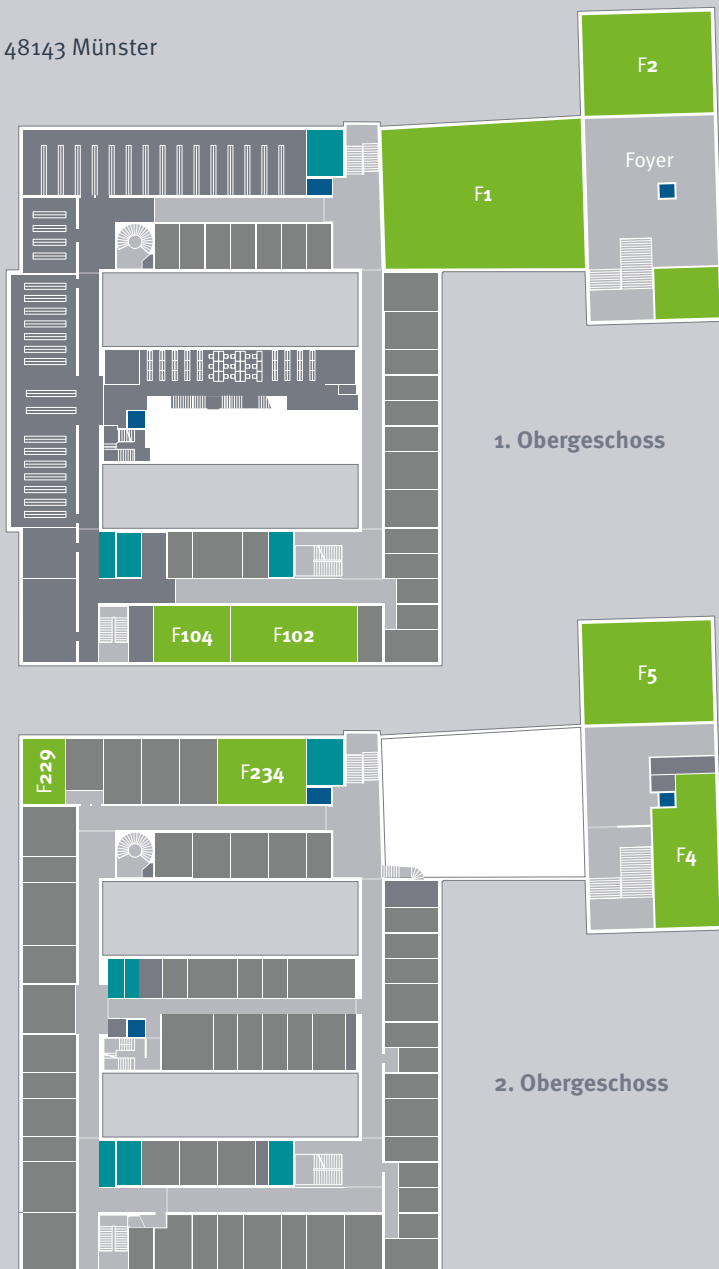 48143 Münster
F2
Foyer
F1
1. Obergeschoss
F104
F102
F5
F229
F234
F4
2. Obergeschoss